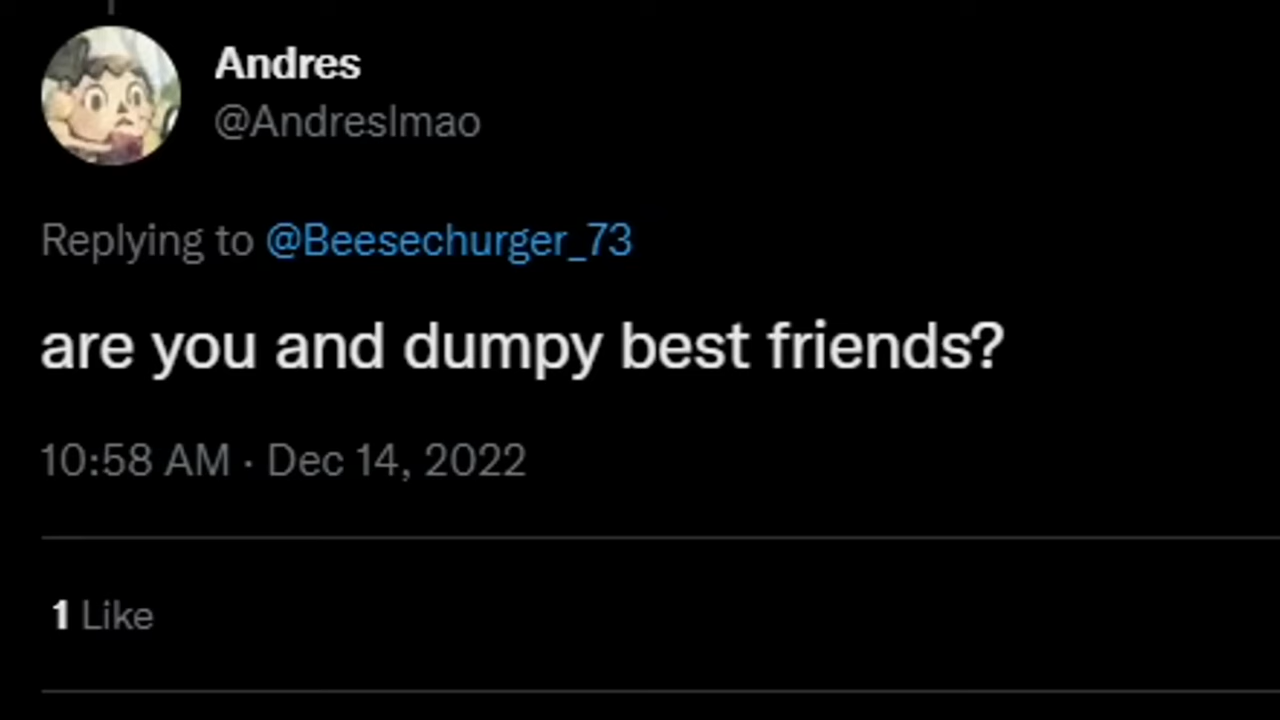 Andres
@Andreslmao
Replying to @Beesechurger_73
are you and dumpy best friends?
10:58 AM · Dec 14, 2022
1 Like